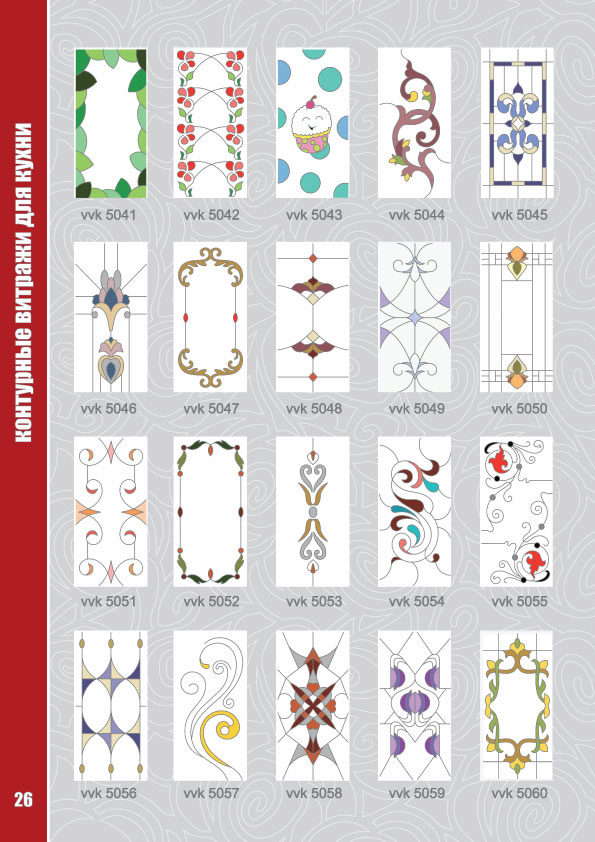 контурные витражи для кухни
vvk 5041 vvk 5042 vvk 5043 vvk 5044 vvk 5045
vvk 5046 vvk 5047 vvk 5048 vvk 5049 vvk 5050
vvk 5051 vvk 5052 vvk 5053 vvk 5054 vvk 5055
vvk 5056 vvk 5057 vvk 5058 vvk 5059 vvk 5060
26